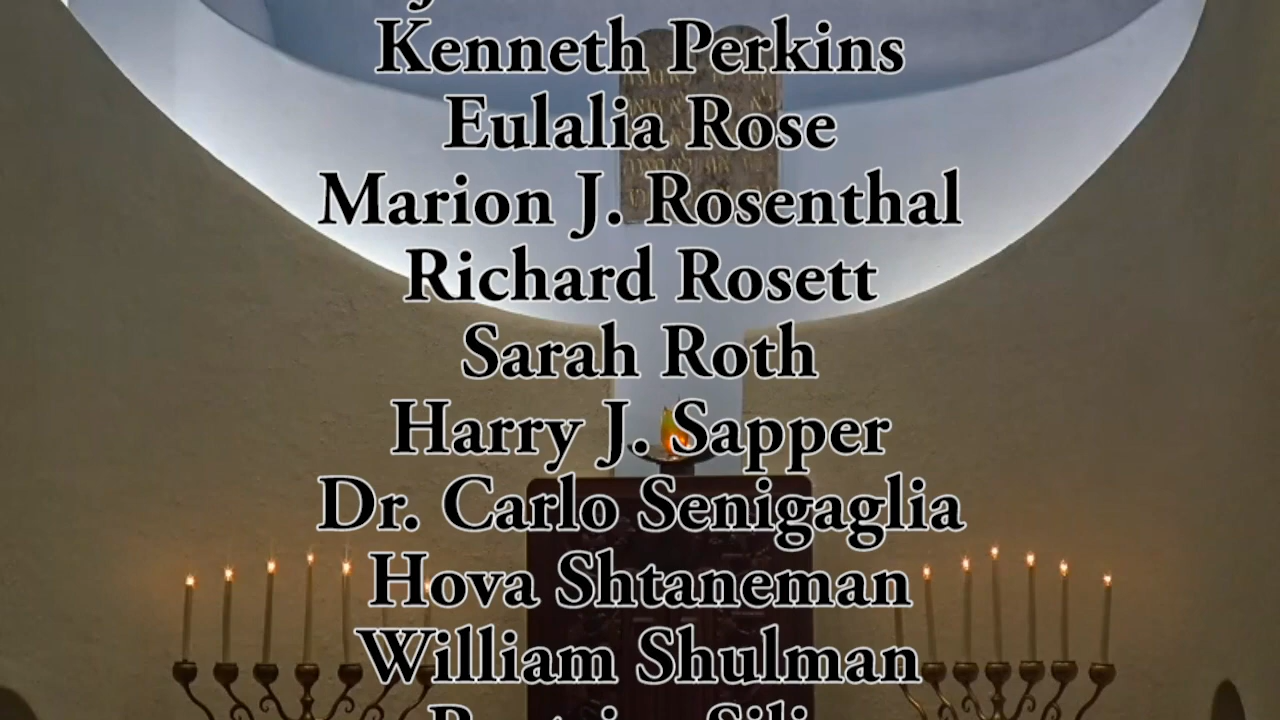 Kenneth Perkins
Eulalia Rose
Marion J. Rosenthal
Richard Rosett
Sarah Roth
Harry J. Sapper
Dr. Carlo Senigaglia
Hova Shtaneman
William Shulman